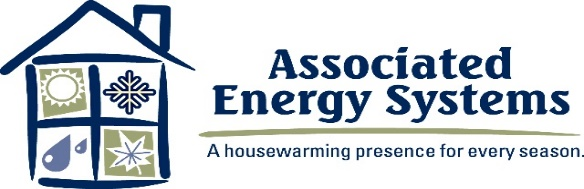 Associated
Energy Systems
A housewarming presence for every season.